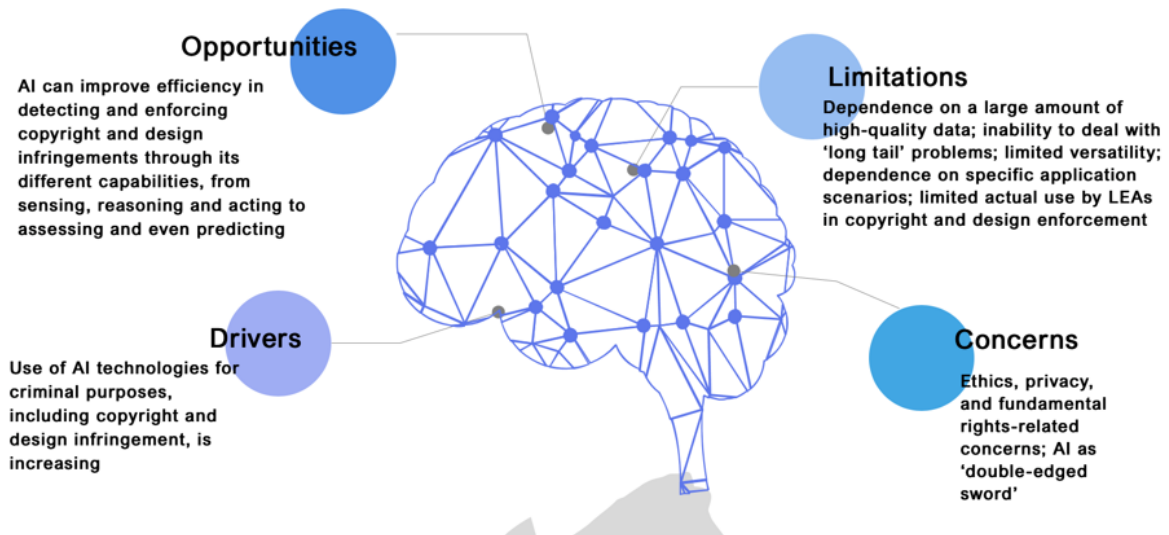 Opportunities
AI can improve efficiency in
detecting and enforcing
copyright and design
infringements through its
different capabilities, from
sensing, reasoning and acting to
assessing and even predicting
Limitations
Dependence on a large amount of
high-quality data; inability to deal with
‘long tail’ problems; limited versatility;
dependence on specific application
scenarios; limited actual use by LEAs
in copyright and design enforcement
Drivers
Use of AI technologies for
criminal purposes,
including copyright and
design infringement, is
increasing
Concerns
Ethics, privacy,
and fundamental
rights-related
concerns; AI as
‘double-edged
sword’